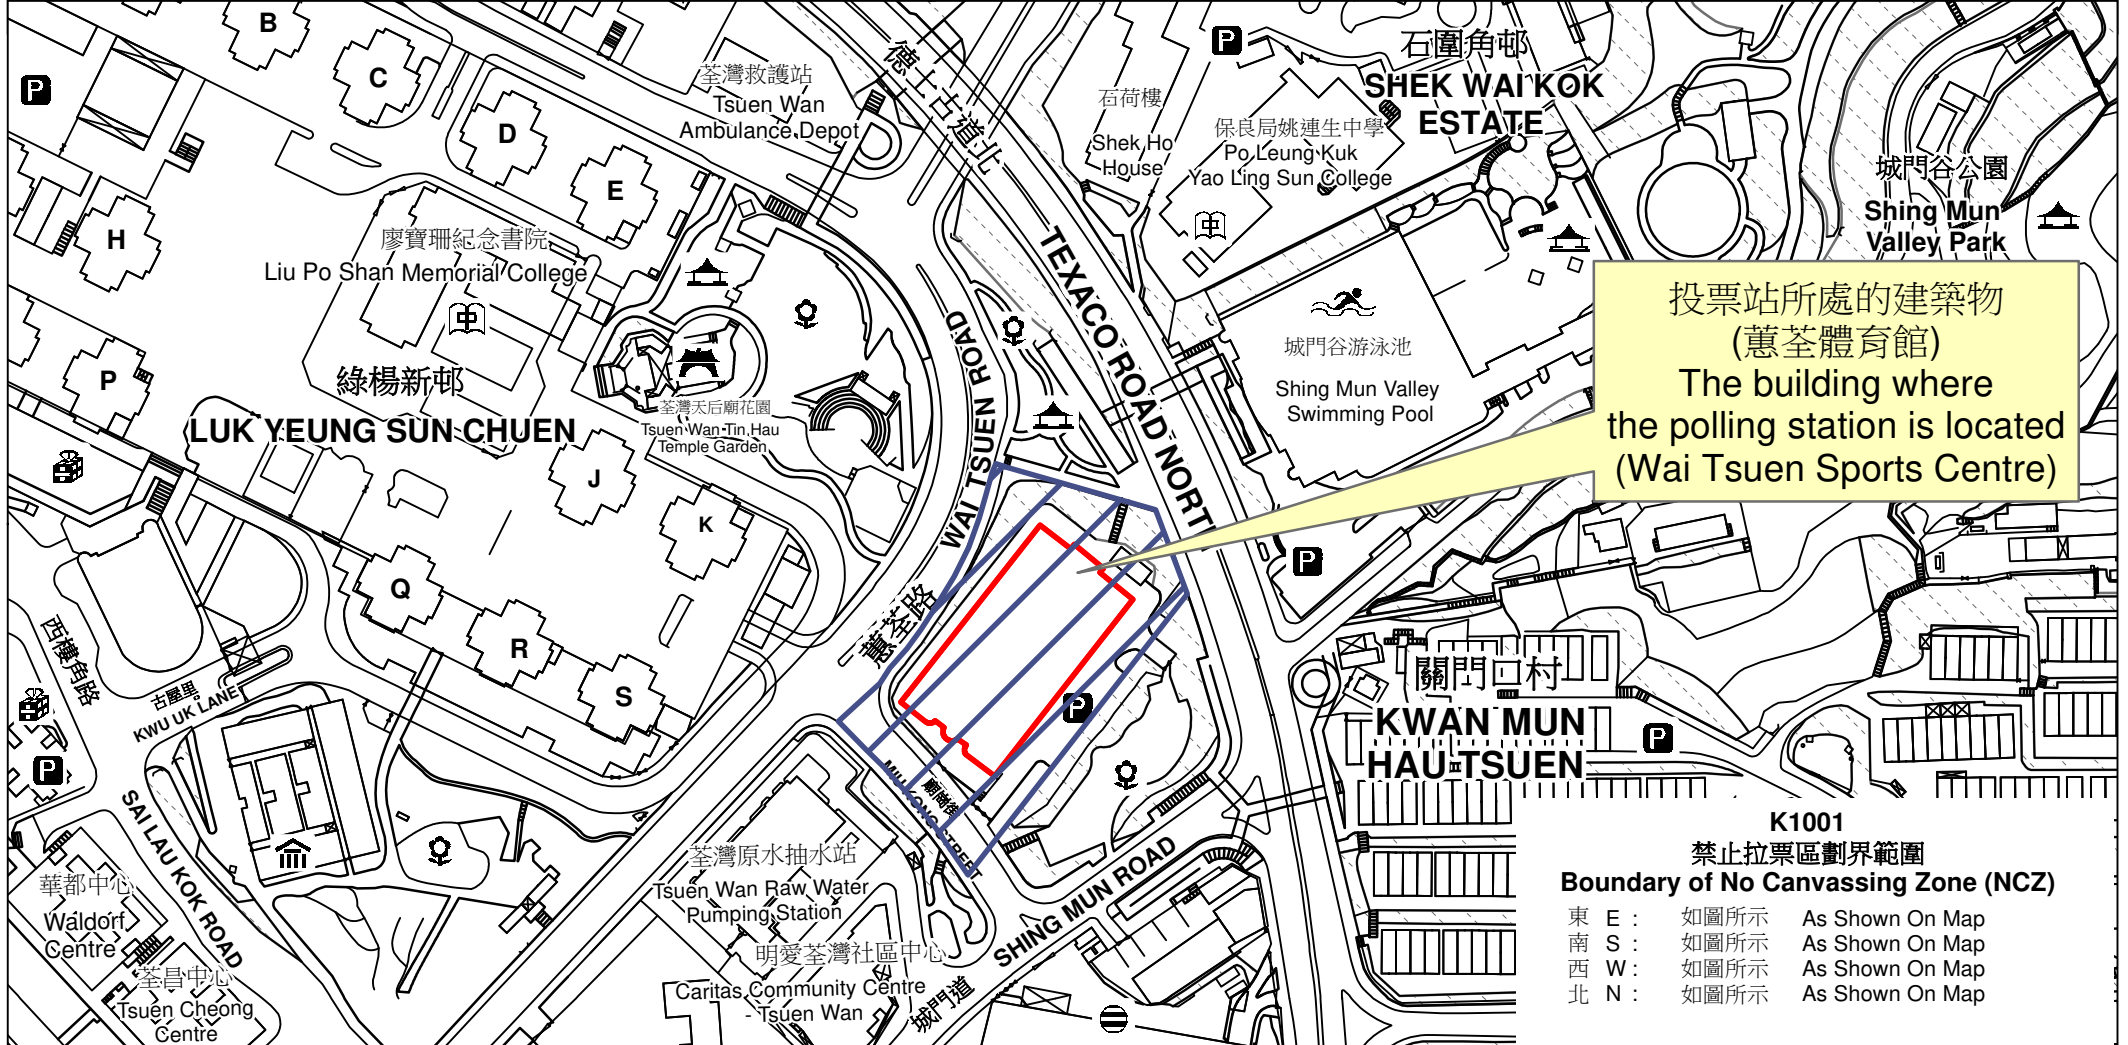 B
C
D
E
H
P
荃灣救護站
Tsuen Wan
Ambulance Depot
德士古道北
石荷樓
Shek Ho
House
保良局姚連生中學
Po Leung Kuk
Yao Ling Sun College
石圍角邨
SHEK WAI KOK
ESTATE
城門谷公園
Shing Mun
Valley Park
廖寶珊紀念書院
Liu Po Shan Memorial College
中
中
TEXACO ROAD NORTH
投票站所處的建築物
(蕙荃體育館)
The building where
the polling station is located
(Wai Tsuen Sports Centre)
城門谷游泳池
Shing Mun Valley
Swimming Pool
綠楊新邨
LUK YEUNG SUN CHUEN
荃灣天后廟花園
Tsuen Wan Tin Hau
Temple Garden
WAI TSUEN ROAD
蕙荃路
J
K
Q
R
S
P
P
P
P
P
P
西樓角路
古屋里
KWU UK LANE
SAI LAU KOK ROAD
關門口村
KWAN MUN
HAU TSUEN
廟崗街
MIU KONG STREET
荃灣原水抽水站
Tsuen Wan Raw Water
Pumping Station
SHING MUN ROAD
城門道
明愛荃灣社區中心
Caritas Community Centre
- Tsuen Wan
華都中心
Waldorf
Centre
荃昌中心
Tsuen Cheong
Centre
K1001
禁止拉票區劃界範圍
Boundary of No Canvassing Zone (NCZ)
東 E : 如圖所示 As Shown On Map
南 S : 如圖所示 As Shown On Map
西 W : 如圖所示 As Shown On Map
北 N : 如圖所示 As Shown On Map